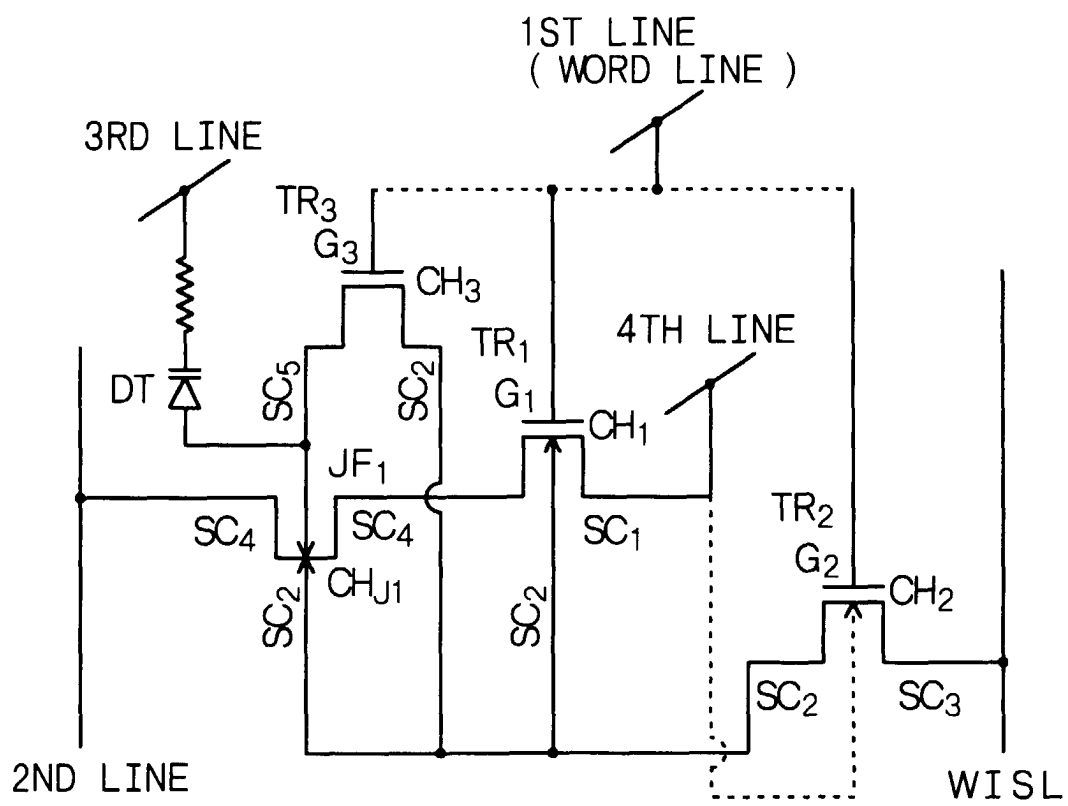 1ST LINE
( WORD LINE )
3RD LINE
TR3
G3
CH3
4TH LINE
TR1
G1
CH1
DT
SC5
SC2
JF1
SC4
SC4
SC1
TR2
G2
CH2
CHJ1
SC2
SC2
SC2
SC3
2ND LINE
WISL